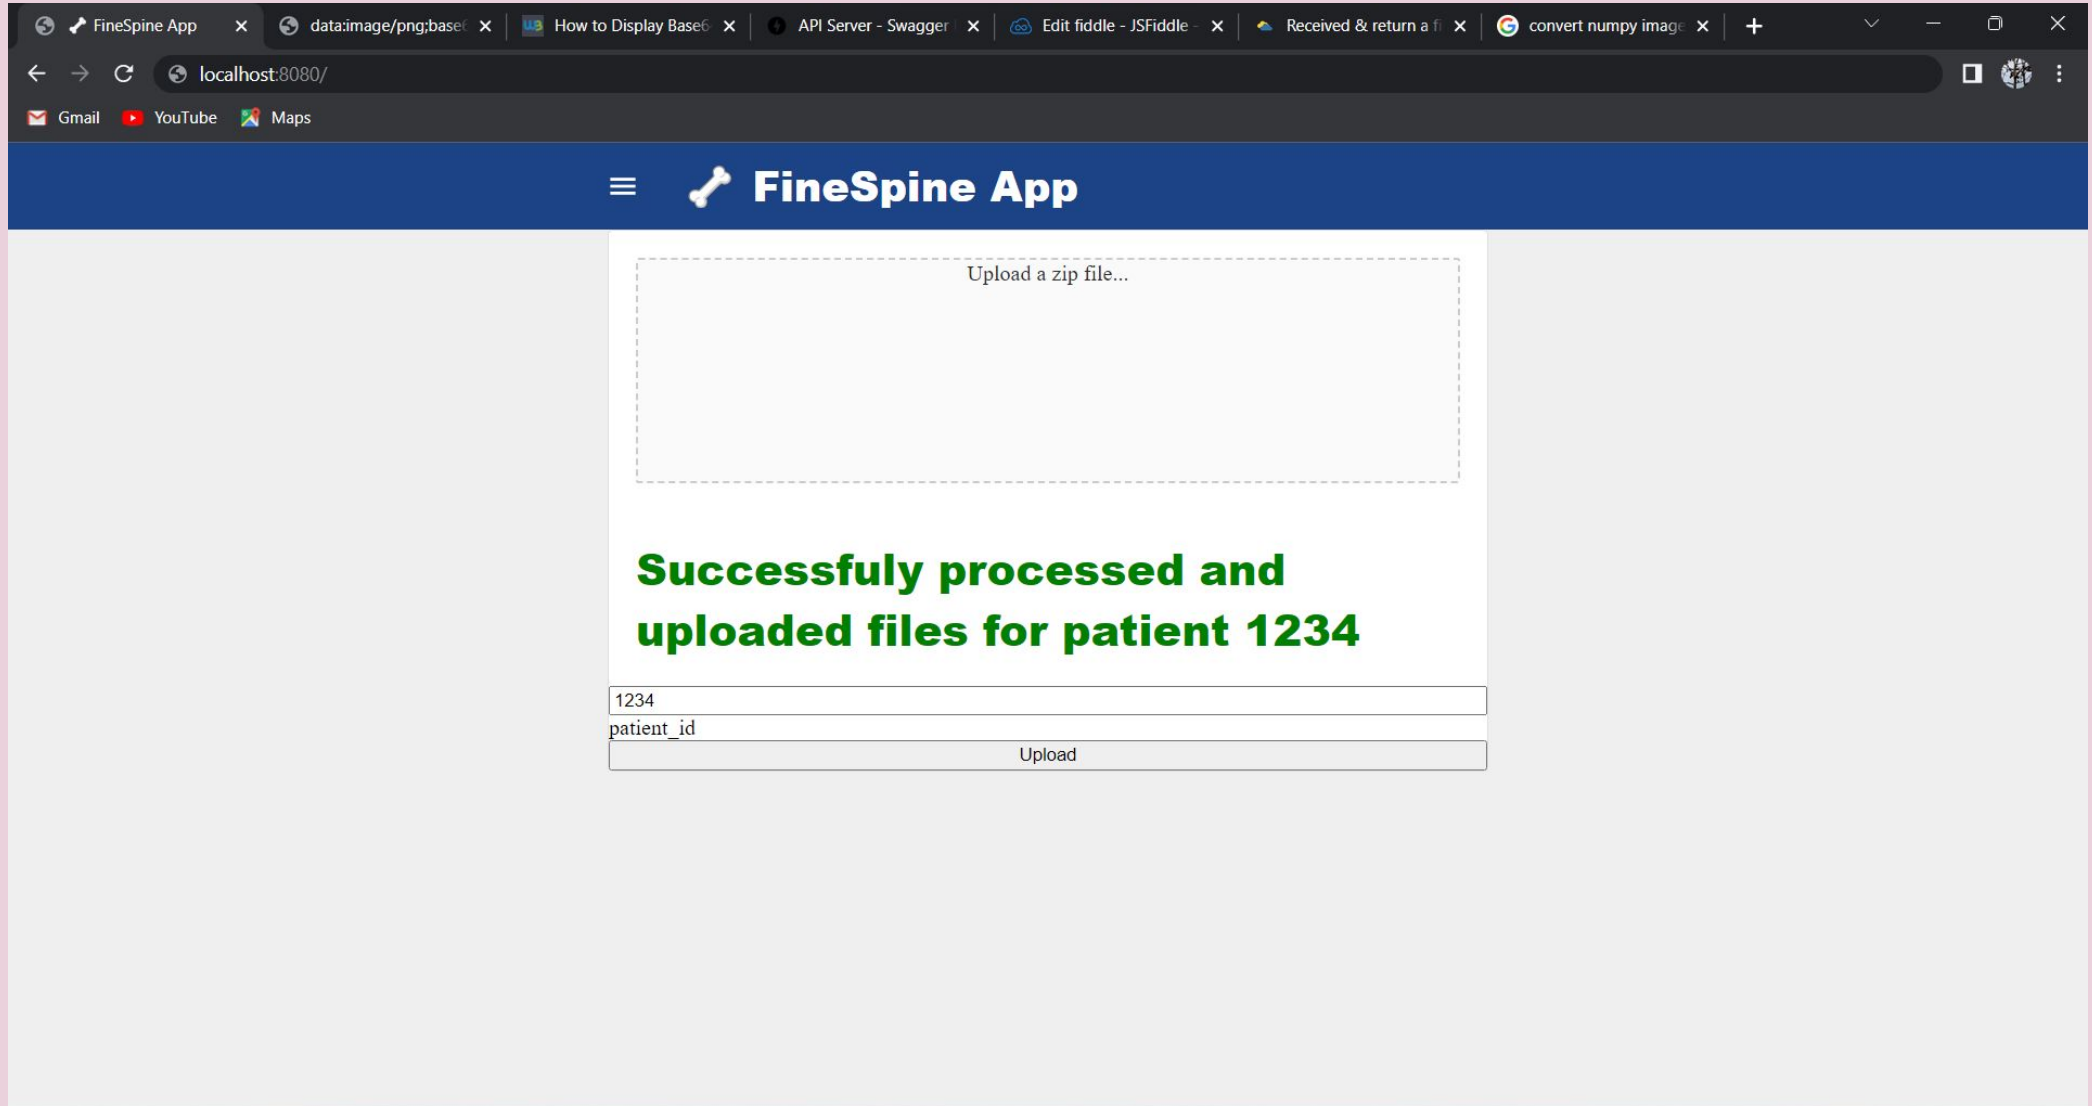 FineSpine App
data:image/png;base6
How to Display Base6
API Server - Swagger
Edit fiddle - JSFiddle -
Received & return a fi
convert numpy image
localhost:8080/
Gmail
YouTube
Maps
FineSpine App
Upload a zip file...
Successfuly processed and
uploaded files for patient 1234
1234
patient_id
Upload